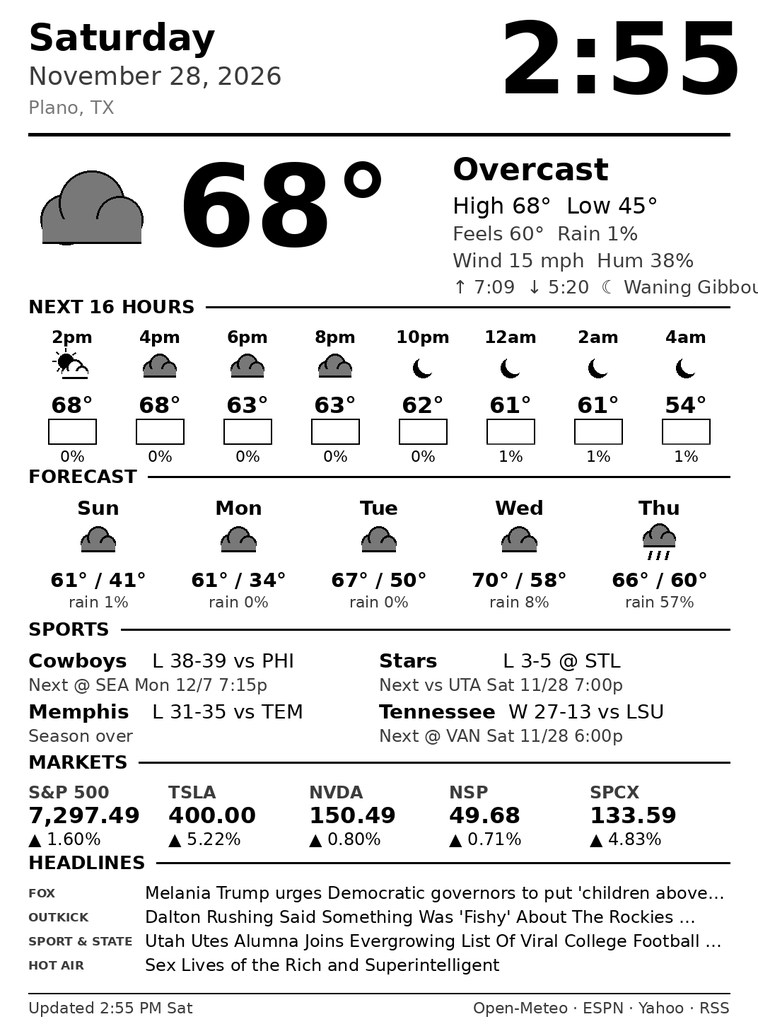 Saturday
November 28, 2026
Plano, TX
2:55
68°
Overcast
High 68° Low 45°
Feels 60° Rain 1%
Wind 15 mph Hum 38%
↑ 7:09 ↓ 5:20 ☾ Waning Gibbou
NEXT 16 HOURS
2pm 4pm 6pm 8pm 10pm 12am 2am 4am
68° 68° 63° 63° 62° 61° 61° 54°
0% 0% 0% 0% 0% 1% 1% 1%
FORECAST
Sun Mon Tue Wed Thu
61° / 41° 61° / 34° 67° / 50° 70° / 58° 66° / 60°
rain 1% rain 0% rain 0% rain 8% rain 57%
SPORTS
Cowboys L 38-39 vs PHI Stars L 3-5 @ STL
Next @ SEA Mon 12/7 7:15p Next vs UTA Sat 11/28 7:00p
Memphis L 31-35 vs TEM Tennessee W 27-13 vs LSU
Season over Next @ VAN Sat 11/28 6:00p
MARKETS
S&P 500 TSLA NVDA NSP SPCX
7,297.49 400.00 150.49 49.68 133.59
▲ 1.60% ▲ 5.22% ▲ 0.80% ▲ 0.71% ▲ 4.83%
HEADLINES
FOX Melania Trump urges Democratic governors to put 'children above...
OUTKICK Dalton Rushing Said Something Was 'Fishy' About The Rockies ...
SPORT & STATE Utah Utes Alumna Joins Evergrowing List Of Viral College Football ...
HOT AIR Sex Lives of the Rich and Superintelligent
Updated 2:55 PM Sat Open-Meteo · ESPN · Yahoo · RSS